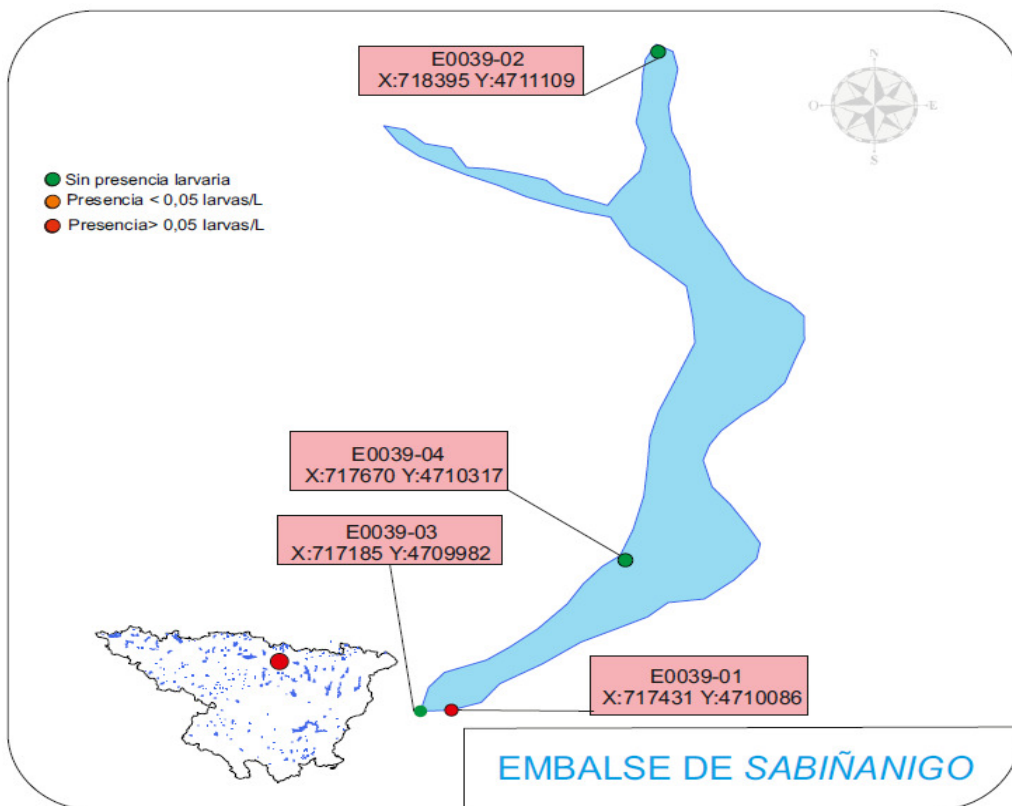 E0039-02
X:718395 Y:4711109
N
O
E
S
Sin presencia larvaria
Presencia < 0,05 larvas/L
Presencia> 0,05 larvas/L
E0039-04
X:717670 Y:4710317
E0039-03
X:717185 Y:4709982
E0039-01
X:717431 Y:4710086
EMBALSE DE SABIÑANIGO